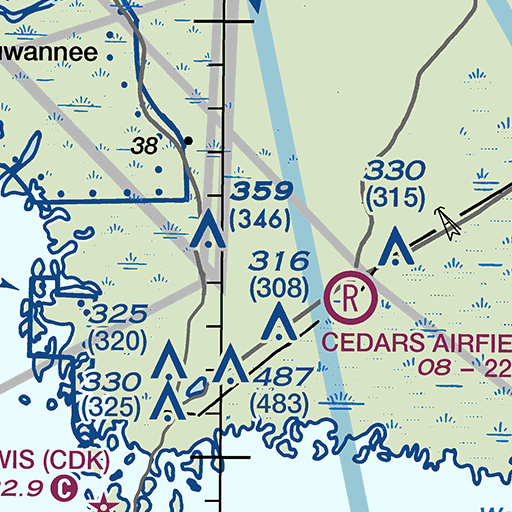 uwannee
38
330
(315)
359
(346)
316
(308)
325
(320)
R
CEDARS AIRFIE
08 - 22
330
(325)
487
(483)
WIS (CDK)
2.9 C